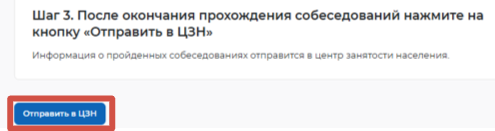 Шаг 3. После окончания прохождения собеседований нажмите на
кнопку «Отправить в ЦЗН»
Информация о пройденных собеседованиях отправится в центр занятости населения.
Отправить в ЦЗН